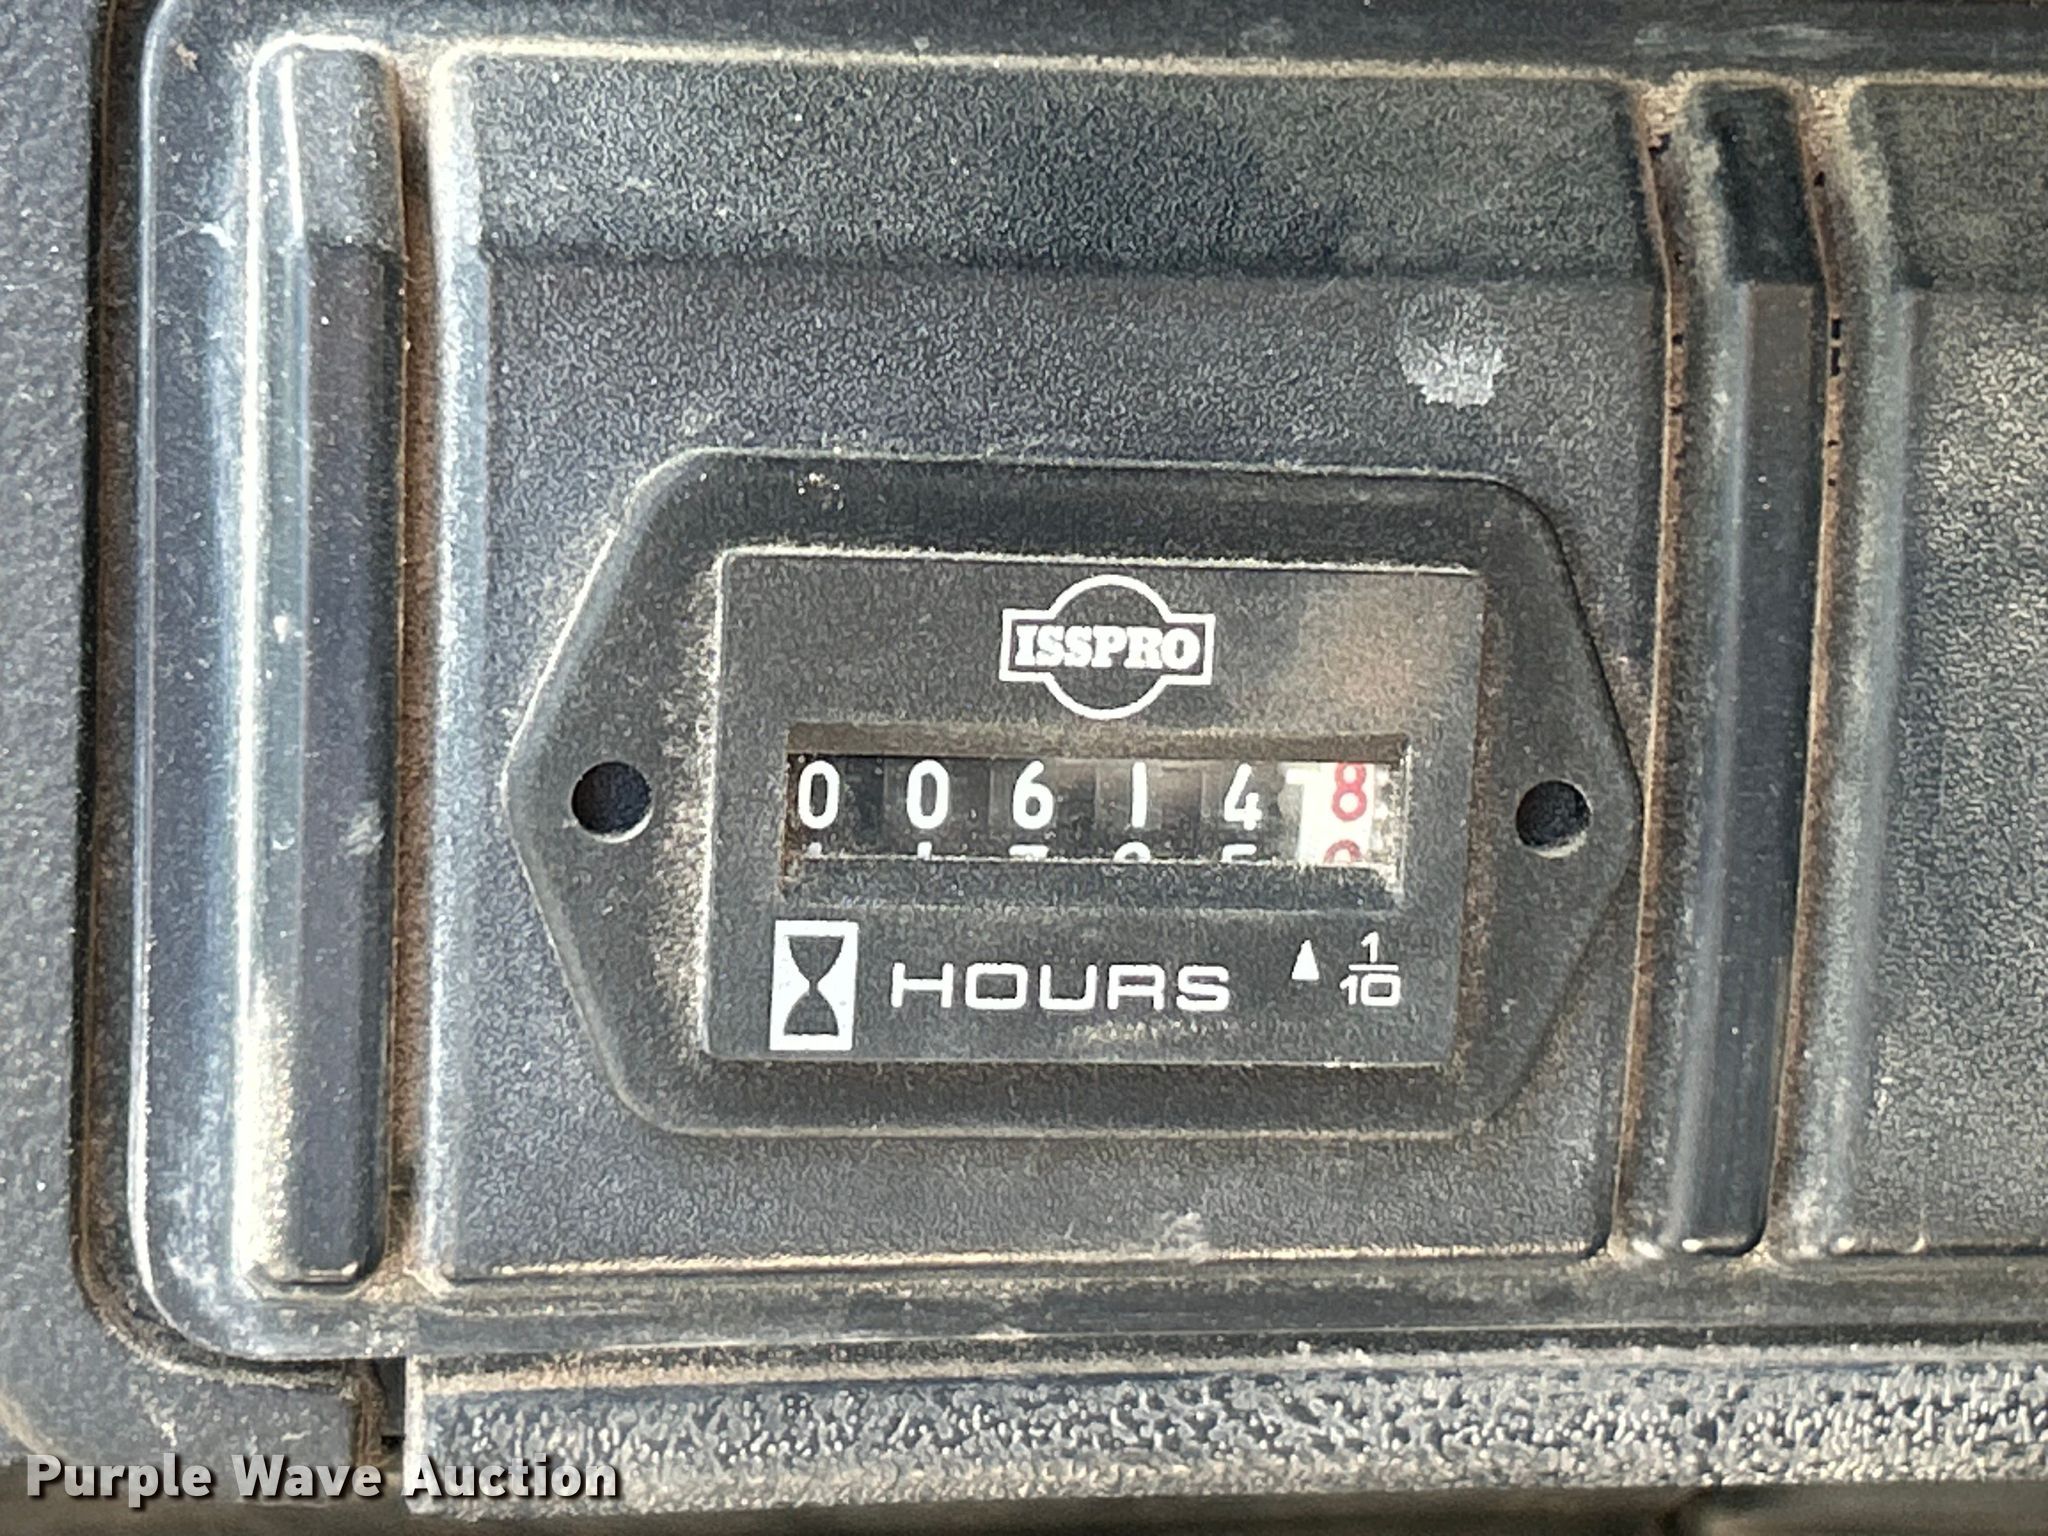 ISSPRO
0 0 6 1 4 8
HOURS ▲ 1/10
Purple Wave Auction